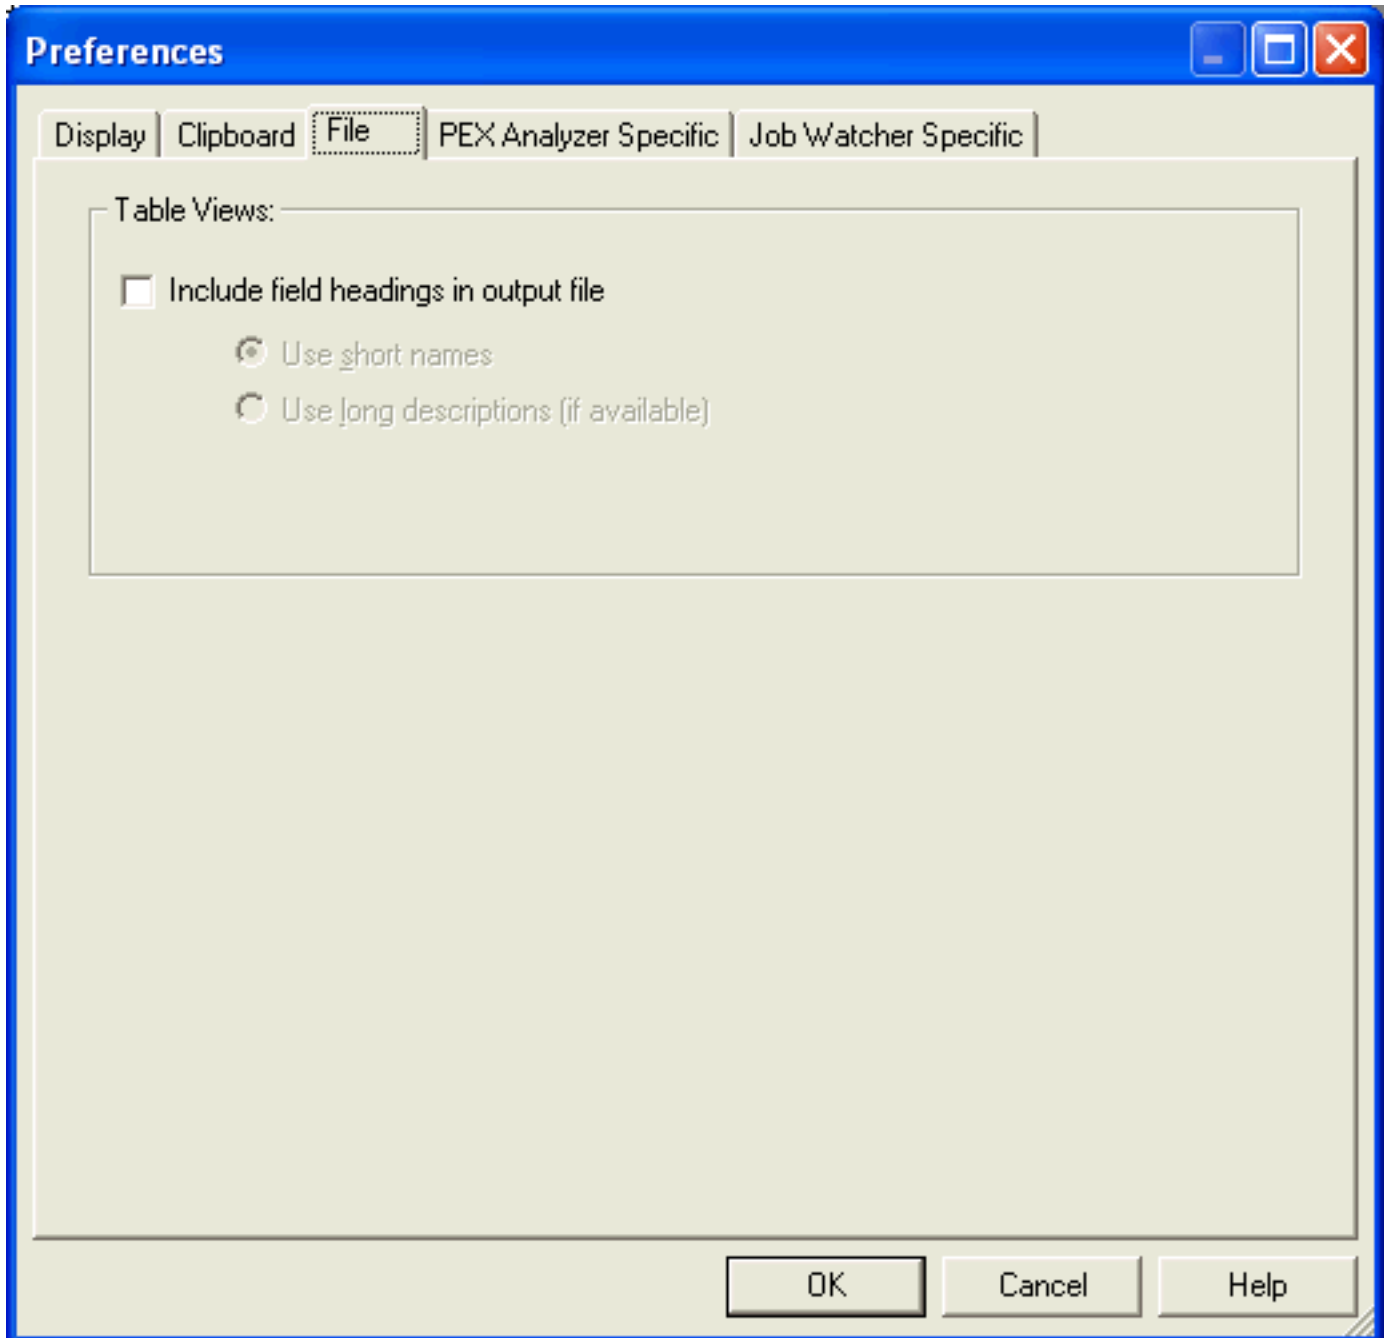 Preferences
Display Clipboard File PEX Analyzer Specific Job Watcher Specific
Table Views:
Include field headings in output file
Use short names
Use long descriptions (if available)
OK Cancel Help